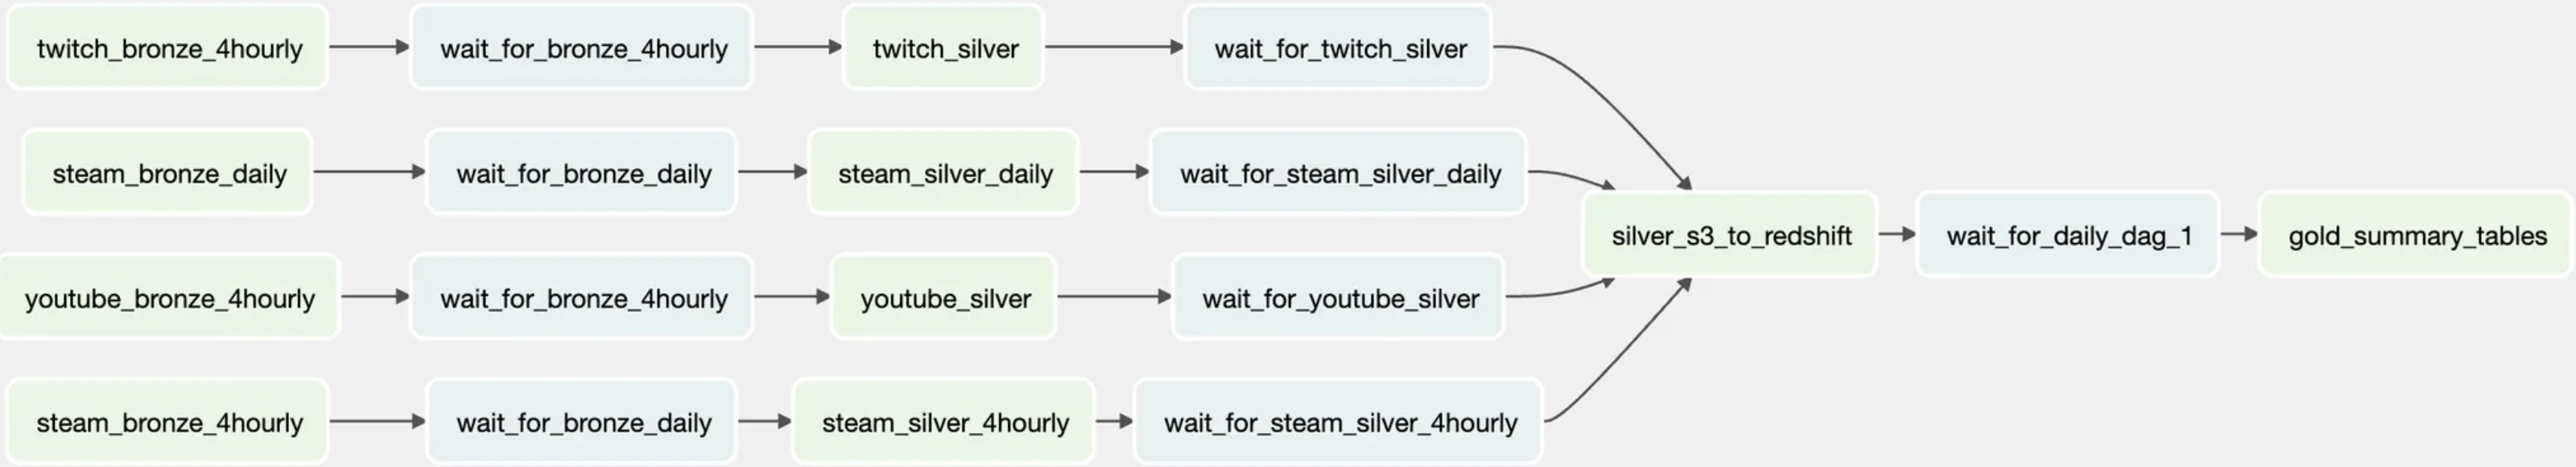 twitch_bronze_4hourly
wait_for_bronze_4hourly
twitch_silver
wait_for_twitch_silver
steam_bronze_daily
wait_for_bronze_daily
steam_silver_daily
wait_for_steam_silver_daily
silver_s3_to_redshift
wait_for_daily_dag_1
gold_summary_tables
youtube_bronze_4hourly
wait_for_bronze_4hourly
youtube_silver
wait_for_youtube_silver
steam_bronze_4hourly
wait_for_bronze_daily
steam_silver_4hourly
wait_for_steam_silver_4hourly